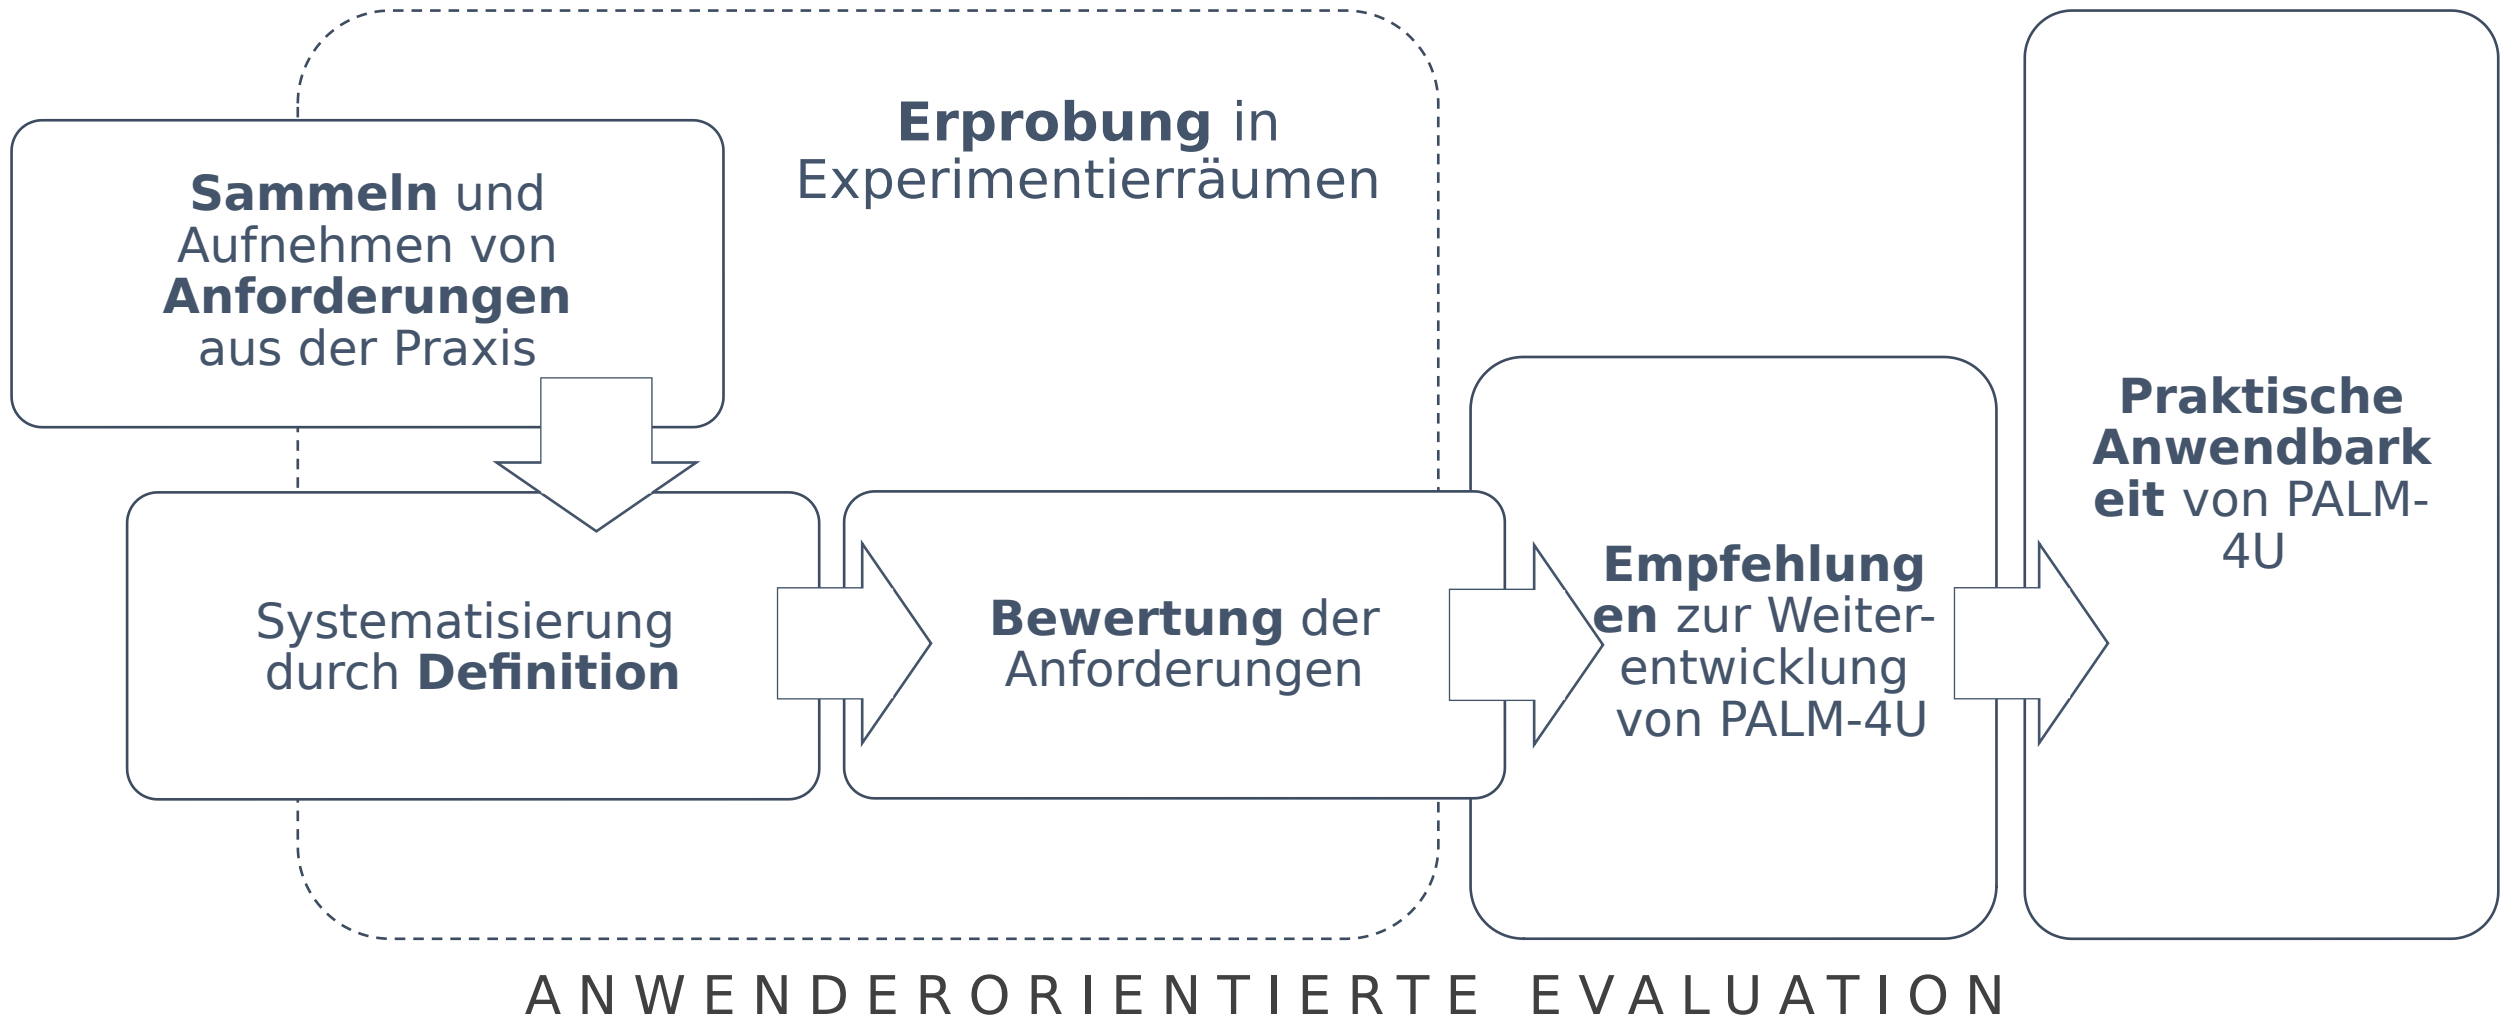 Erprobung in
Experimentierräumen
Sammeln und
Aufnehmen von
Anforderungen
aus der Praxis
Systematisierung
durch Definition
Bewertung der
Anforderungen
Empfehlung
en zur Weiter-
entwicklung
von PALM-4U
Praktische
Anwendbark
eit von PALM-
4U
ANWENDERORIENTIERTE EVALUATION